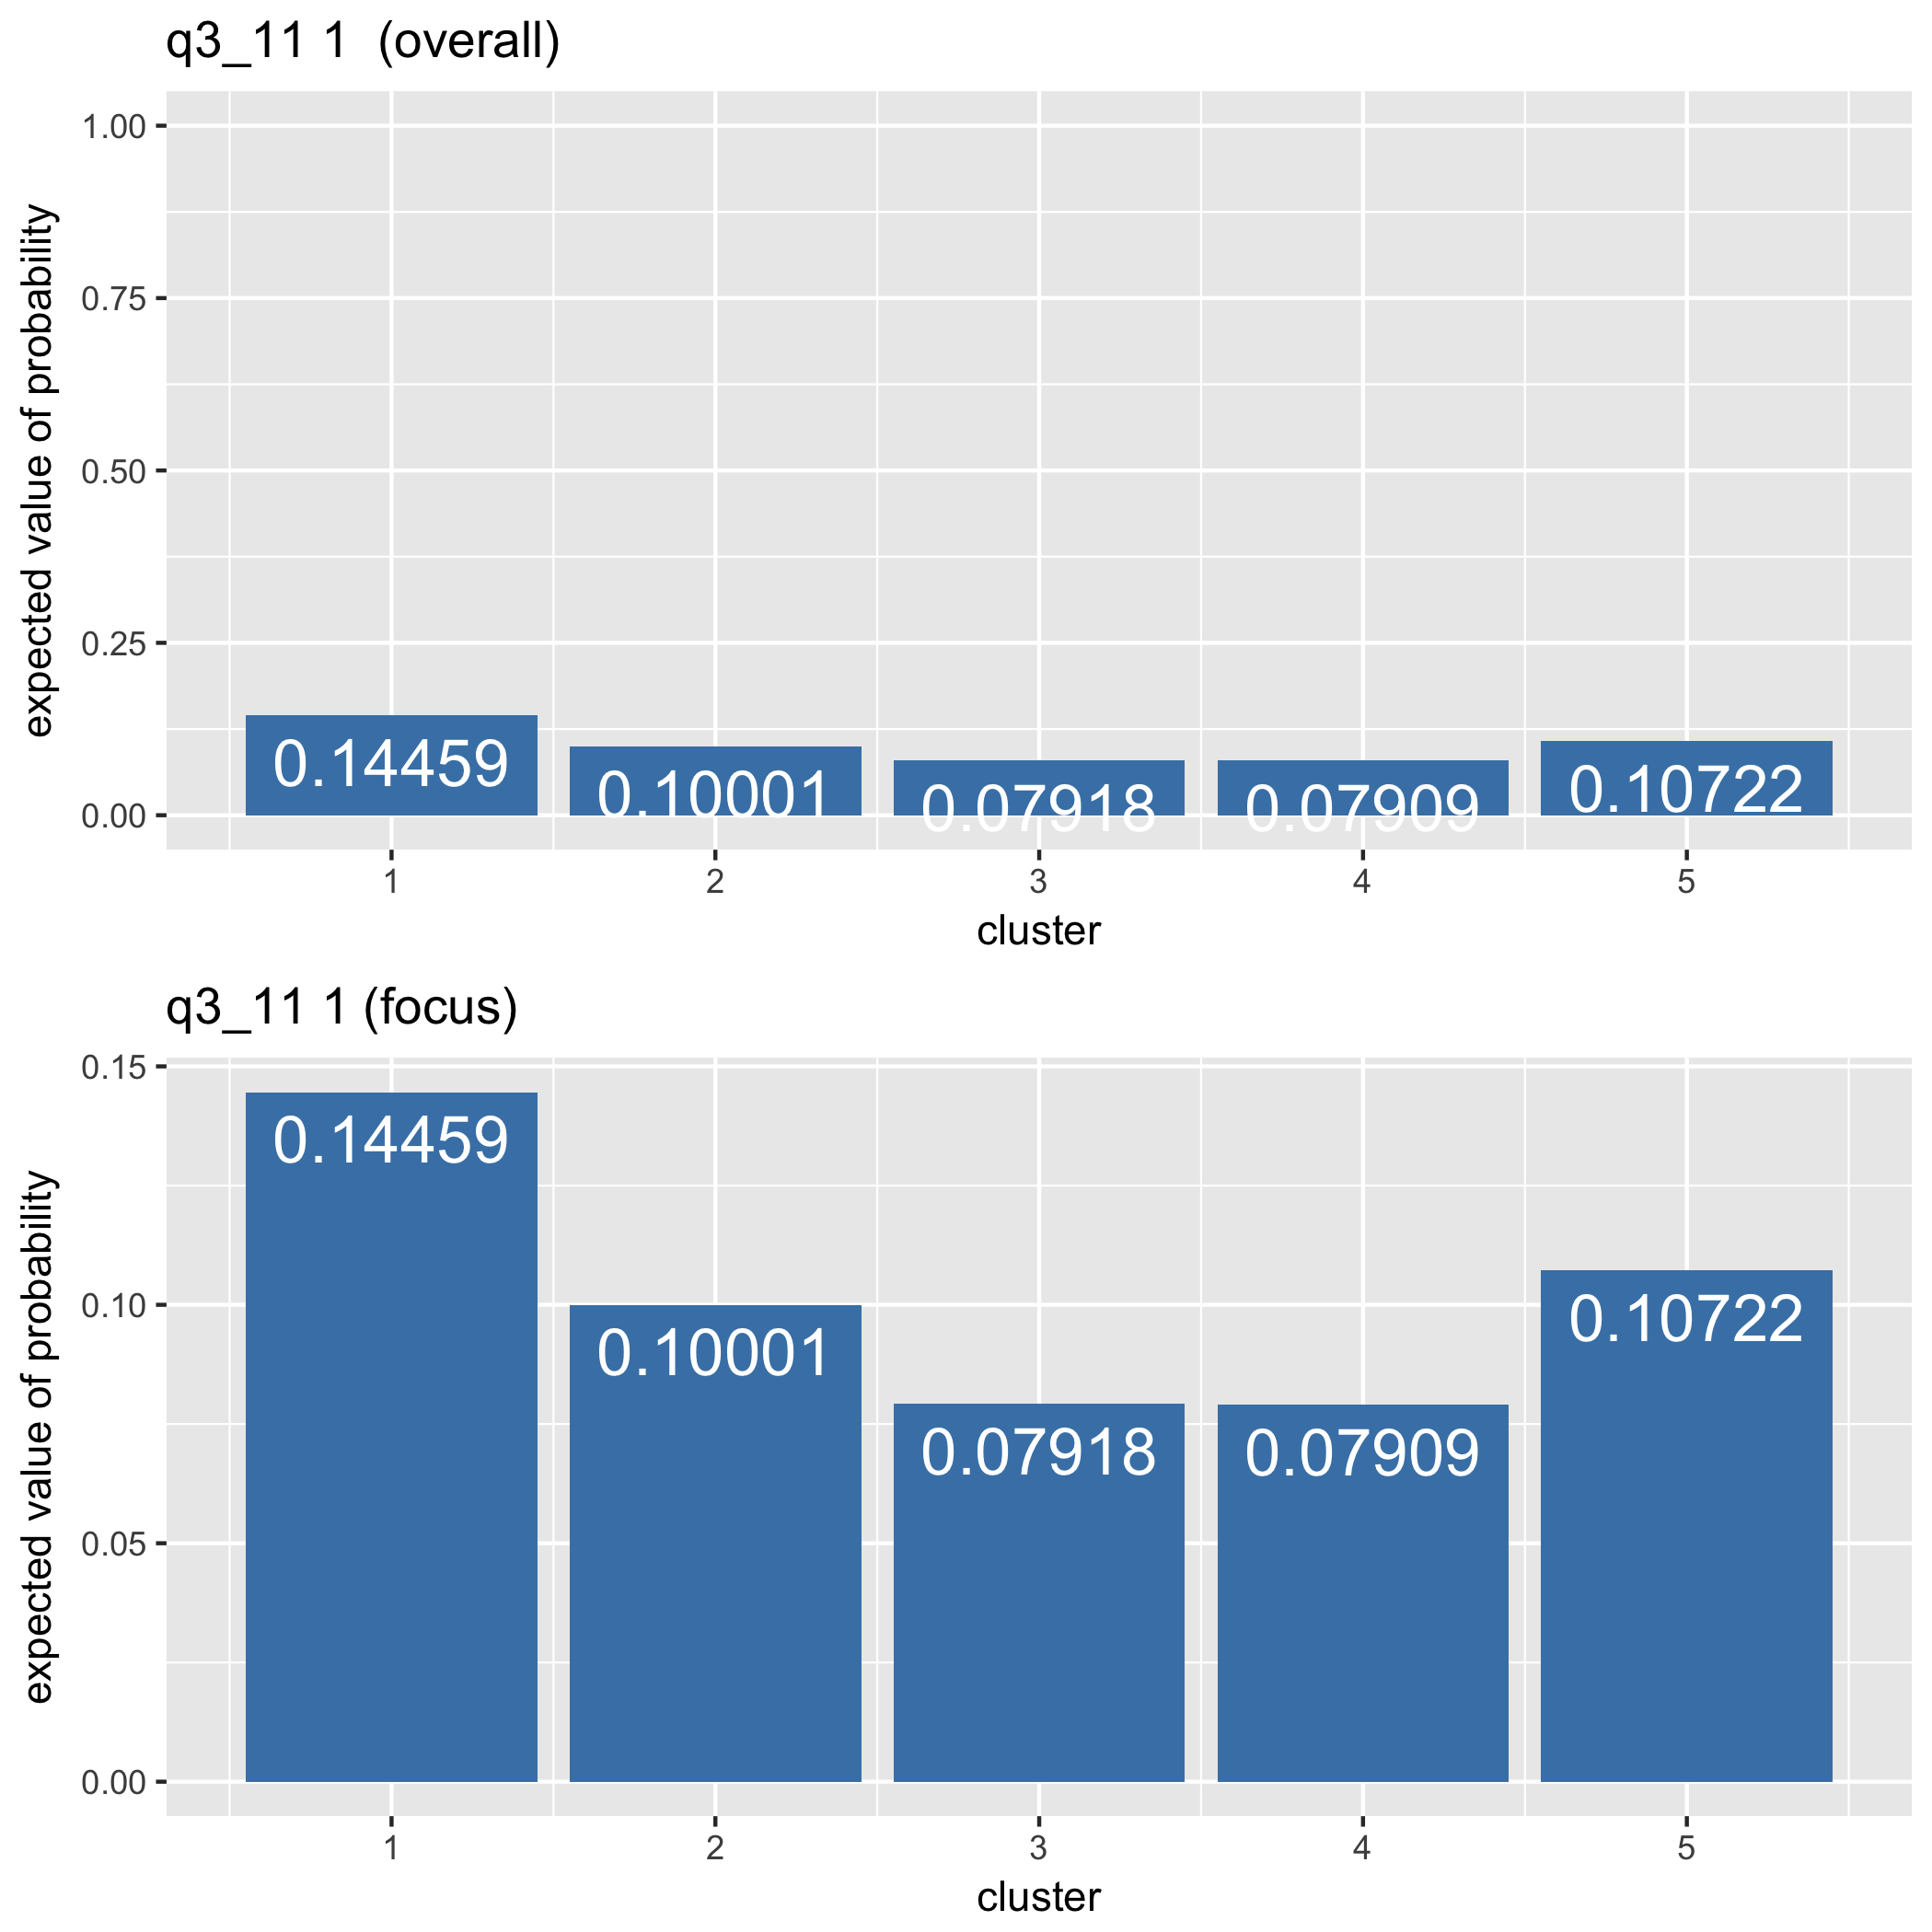 q3_11 1  (overall)
expected value of probability
1.00
0.75
0.50
0.25
0.00
0.14459
0.10001
0.07918
0.07909
0.10722
1 2 3 4 5
cluster
q3_11 1 (focus)
expected value of probability
0.15
0.10
0.05
0.00
0.14459
0.10001
0.07918
0.07909
0.10722
1 2 3 4 5
cluster